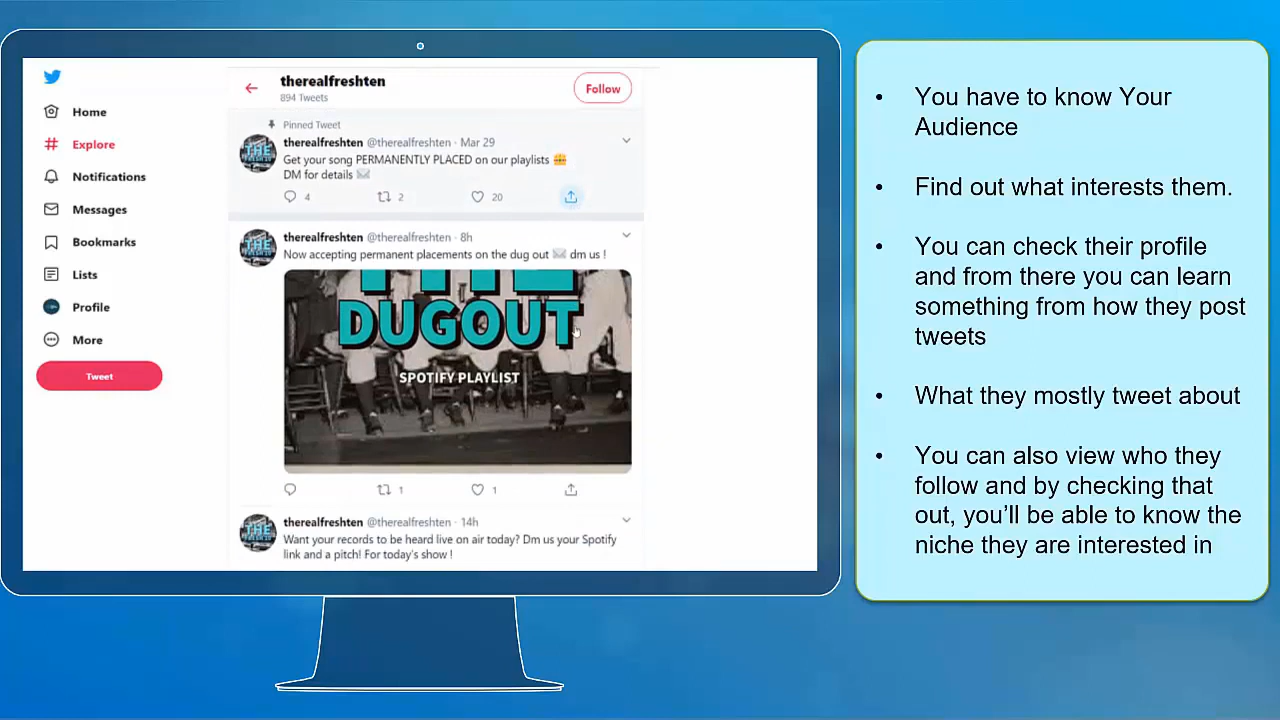 therealfreshten
894 Tweets
Follow
Home
Explore
Notifications
Messages
Bookmarks
Lists
Profile
More
Tweet
Pinned Tweet
therealfreshten @therealfreshten · Mar 29
Get your song PERMANENTLY PLACED on our playlists
DM for details
4 2 20
therealfreshten @therealfreshten · 8h
Now accepting permanent placements on the dug out dm us !
THE
DUGOUT
SPOTIFY PLAYLIST
1 1
therealfreshten @therealfreshten · 14h
Want your records to be heard live on air today? Dm us your Spotify
link and a pitch! For today's show !
• You have to know Your
Audience
• Find out what interests them.
• You can check their profile
and from there you can learn
something from how they post
tweets
• What they mostly tweet about
• You can also view who they
follow and by checking that
out, you’ll be able to know the
niche they are interested in